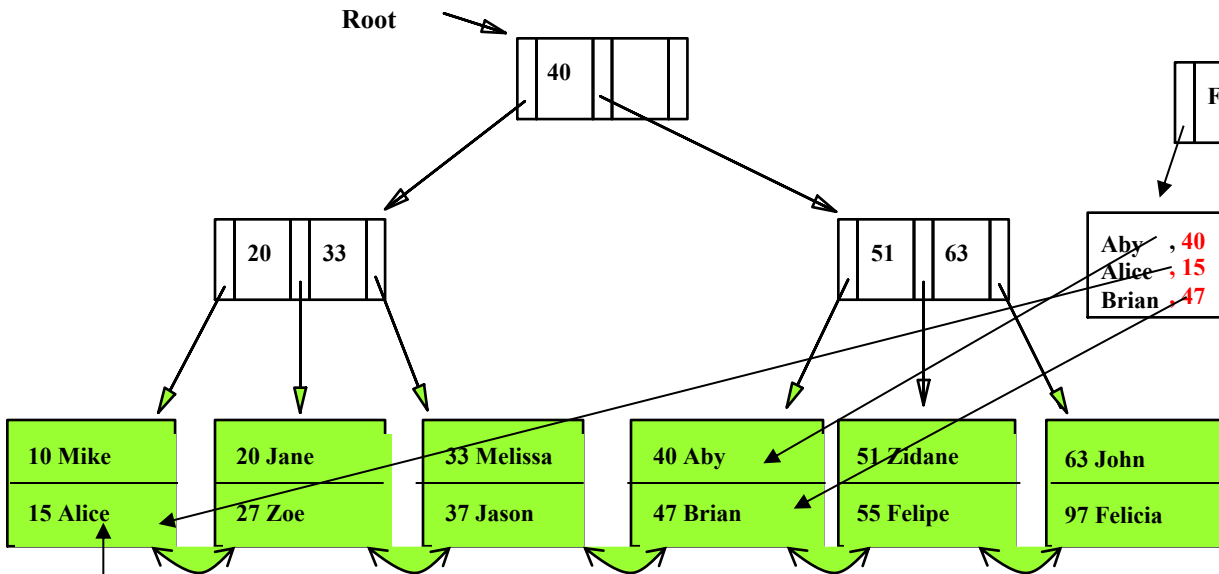 Root
40
F
20 33
51 63
Aby , 40
Alice , 15
Brian , 47
10 Mike
15 Alice
20 Jane
27 Zoe
33 Melissa
37 Jason
40 Aby
47 Brian
51 Zidane
55 Felipe
63 John
97 Felicia